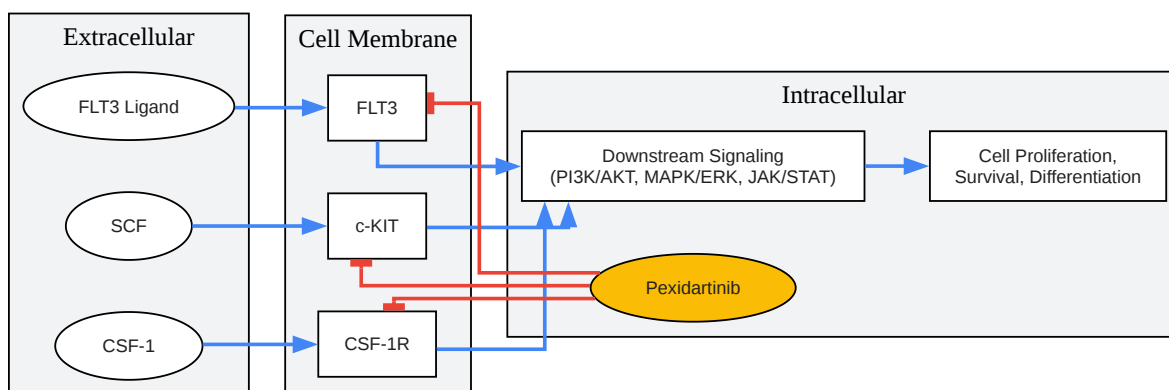 Extracellular
Cell Membrane
Intracellular
FLT3 Ligand
FLT3
Downstream Signaling
(PI3K/AKT, MAPK/ERK, JAK/STAT)
Cell Proliferation,
Survival, Differentiation
SCF
c-KIT
Pexidartinib
CSF-1
CSF-1R